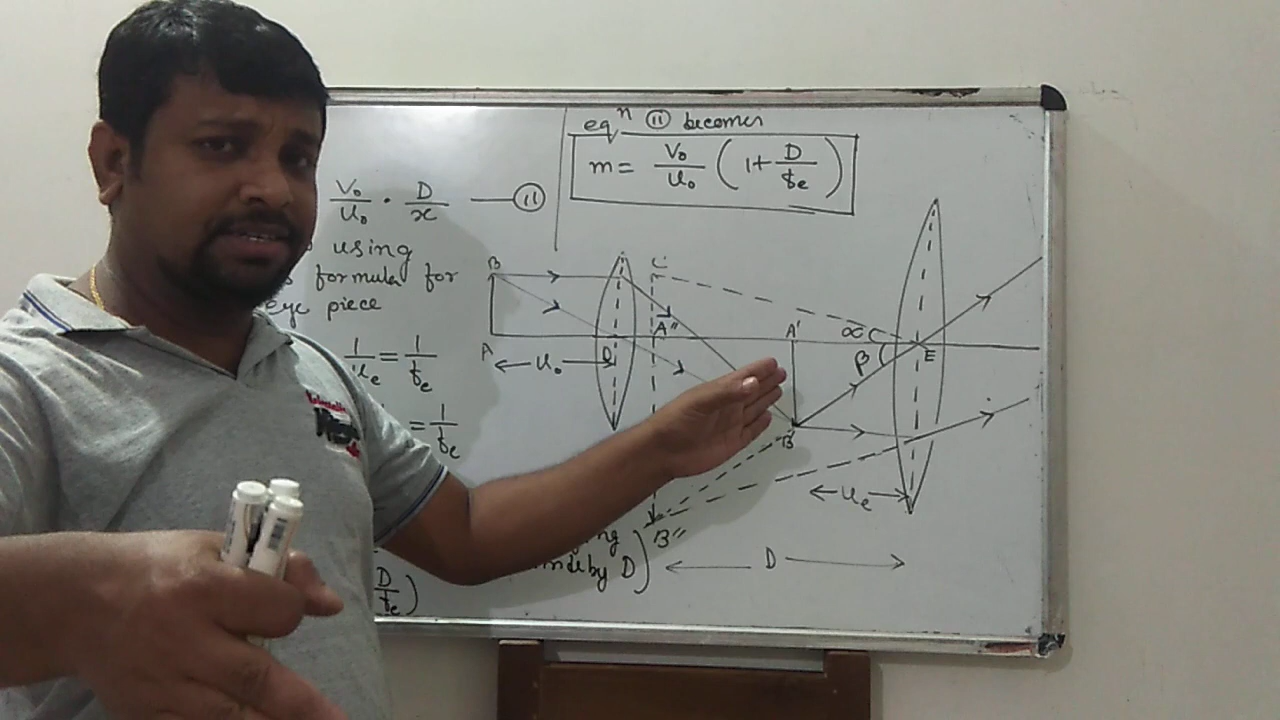 V₀/u₀ · D/x — (11)
using
formula for
eye piece
1/uₑ = 1/fₑ
= 1/fₑ
D)
D/fₑ)
eqⁿ (11) becomes
m = V₀/u₀ (1 + D/fₑ)
B
C
A
A''
A'
α
β
E
O
← u₀ →
B'
← uₑ →
B''
← D →